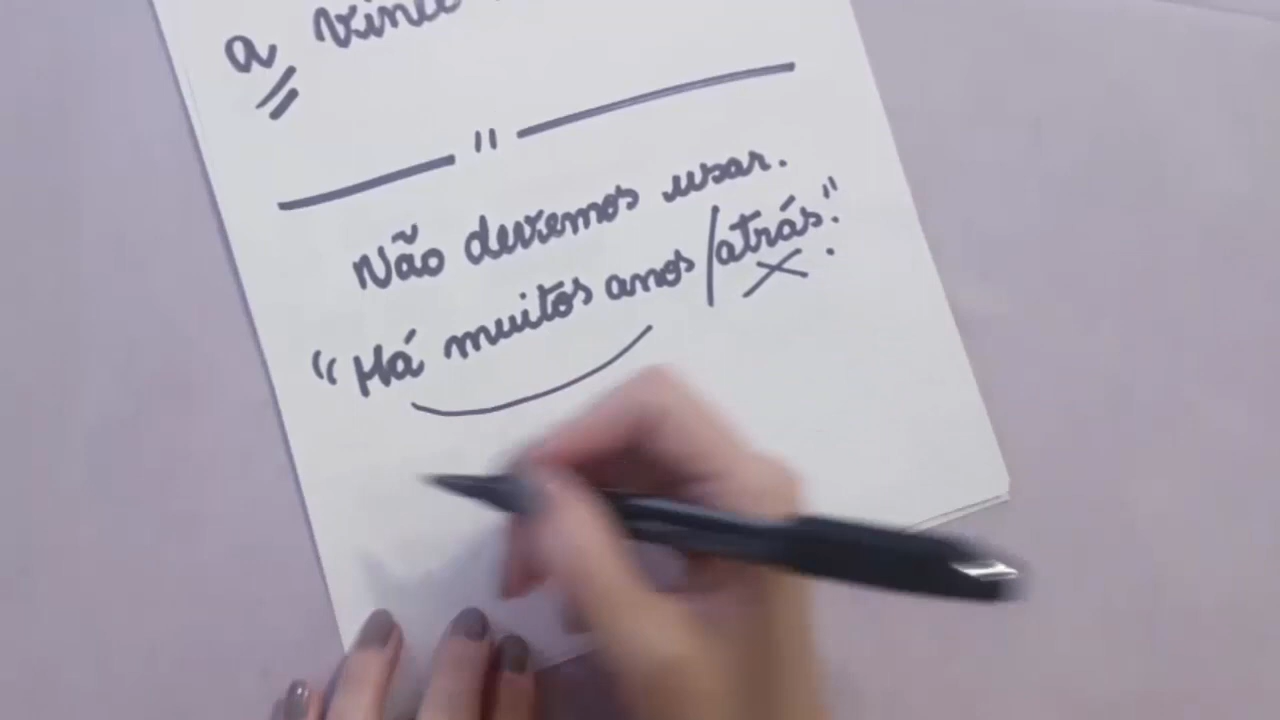 a
"
Não devemos usar.
"Há muitos anos/atrás".